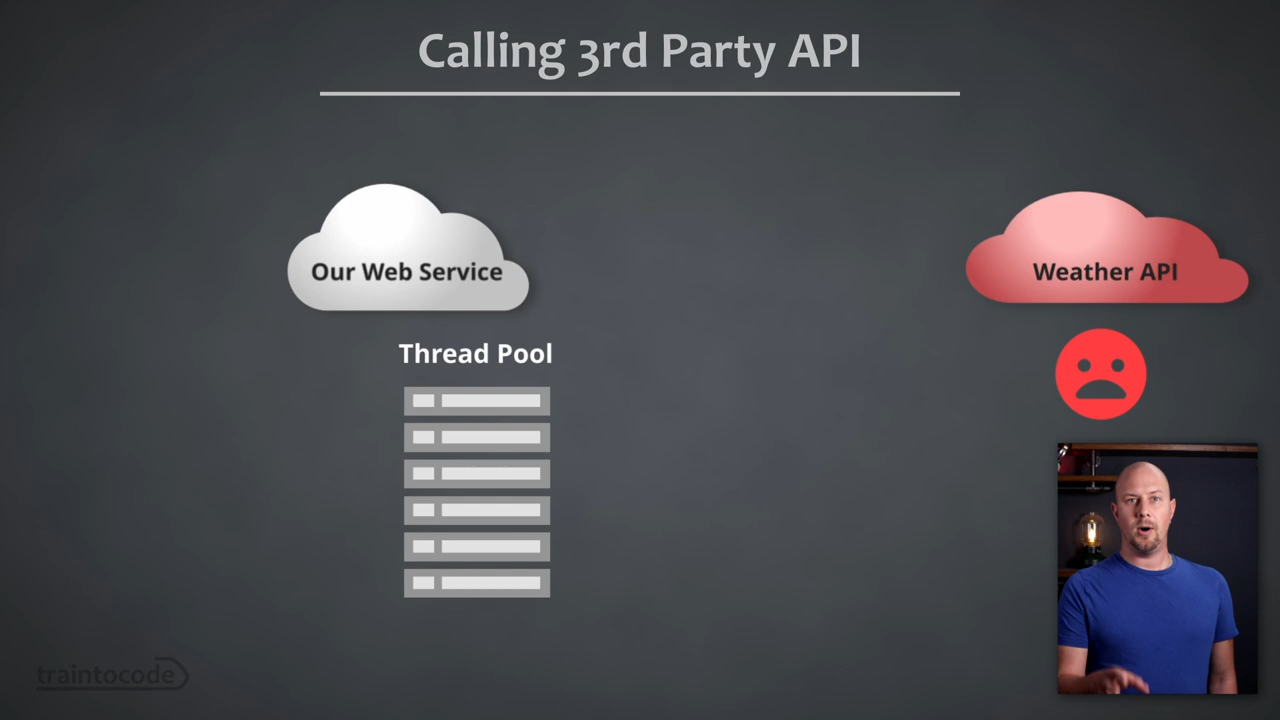 Calling 3rd Party API
Our Web Service
Weather API
Thread Pool
traintocode